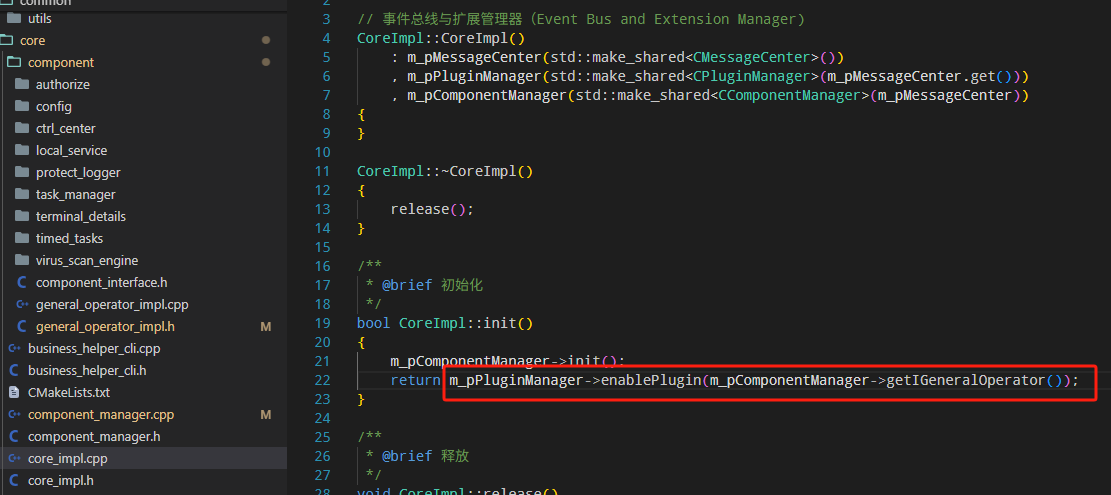 common
utils
core
component
authorize
config
ctrl_center
local_service
protect_logger
task_manager
terminal_details
timed_tasks
virus_scan_engine
component_interface.h
general_operator_impl.cpp
general_operator_impl.h M
business_helper_cli.cpp
business_helper_cli.h
CMakeLists.txt
component_manager.cpp M
component_manager.h
core_impl.cpp
core_impl.h
2
3 // 事件总线与扩展管理器（Event Bus and Extension Manager）
4 CoreImpl::CoreImpl()
5 : m_pMessageCenter(std::make_shared<CMessageCenter>())
6 , m_pPluginManager(std::make_shared<CPluginManager>(m_pMessageCenter.get()))
7 , m_pComponentManager(std::make_shared<CComponentManager>(m_pMessageCenter))
8 {
9 }
10
11 CoreImpl::~CoreImpl()
12 {
13 release();
14 }
15
16 /**
17 * @brief 初始化
18 */
19 bool CoreImpl::init()
20 {
21 m_pComponentManager->init();
22 return m_pPluginManager->enablePlugin(m_pComponentManager->getIGeneralOperator());
23 }
24
25 /**
26 * @brief 释放
27 */
28 void CoreImpl::release()